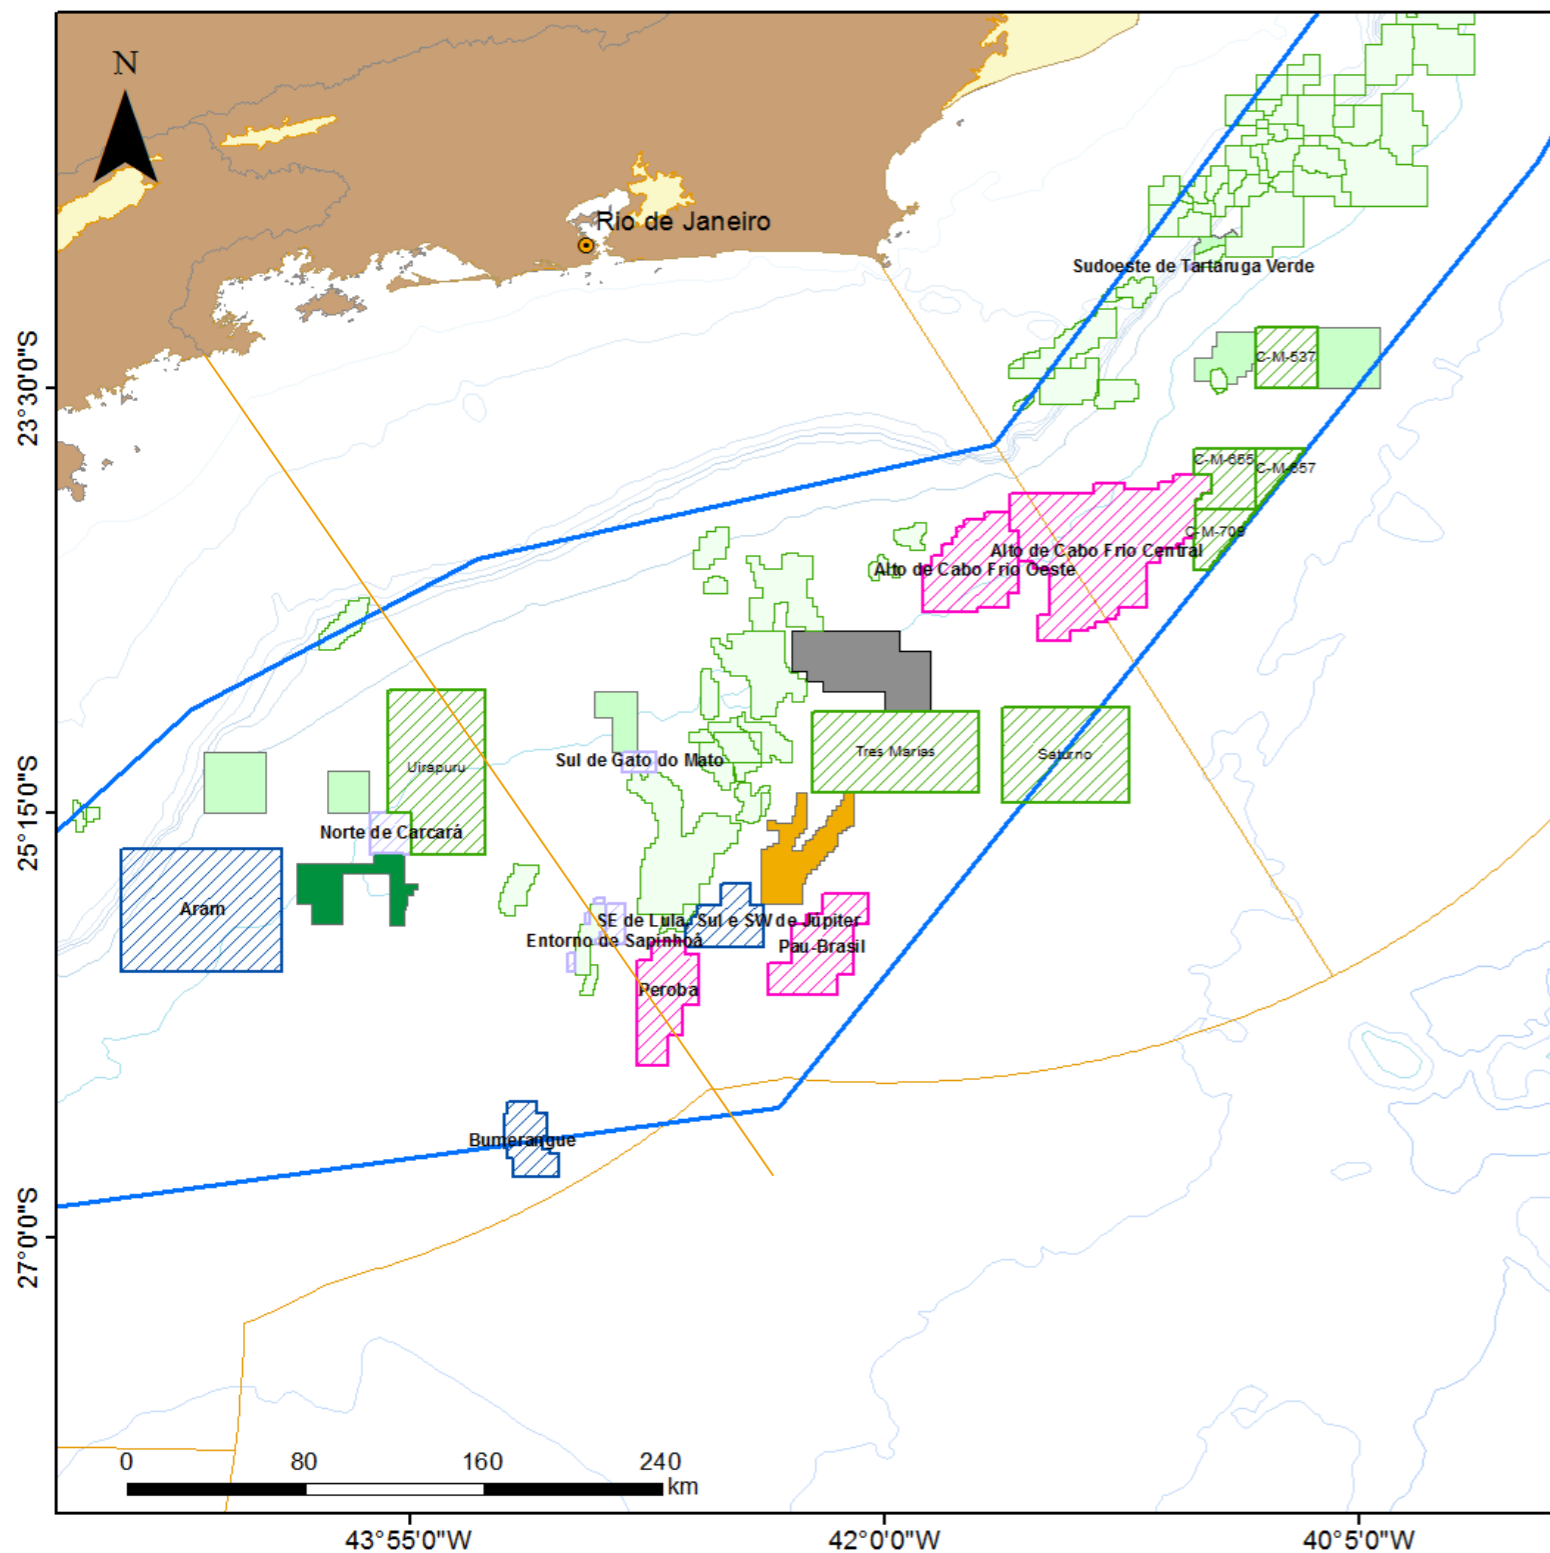 N
Rio de Janeiro
Sudoeste de Tartaruga Verde
C-M-537
23°30'0"S
C-M-655
C-M-657
C-M-709
Alto de Cabo Frio Central
Alto de Cabo Frio Oeste
Sul de Gato do Mato
Tres Marias
Saturno
Uirapuru
25°15'0"S
Norte de Carcará
Aram
SE de Lula, Sul e SW de Júpiter
Entorno de Sapinhoá
Pau-Brasil
Peroba
Bumerangue
27°0'0"S
0 80 160 240
km
43°55'0"W 42°0'0"W 40°5'0"W